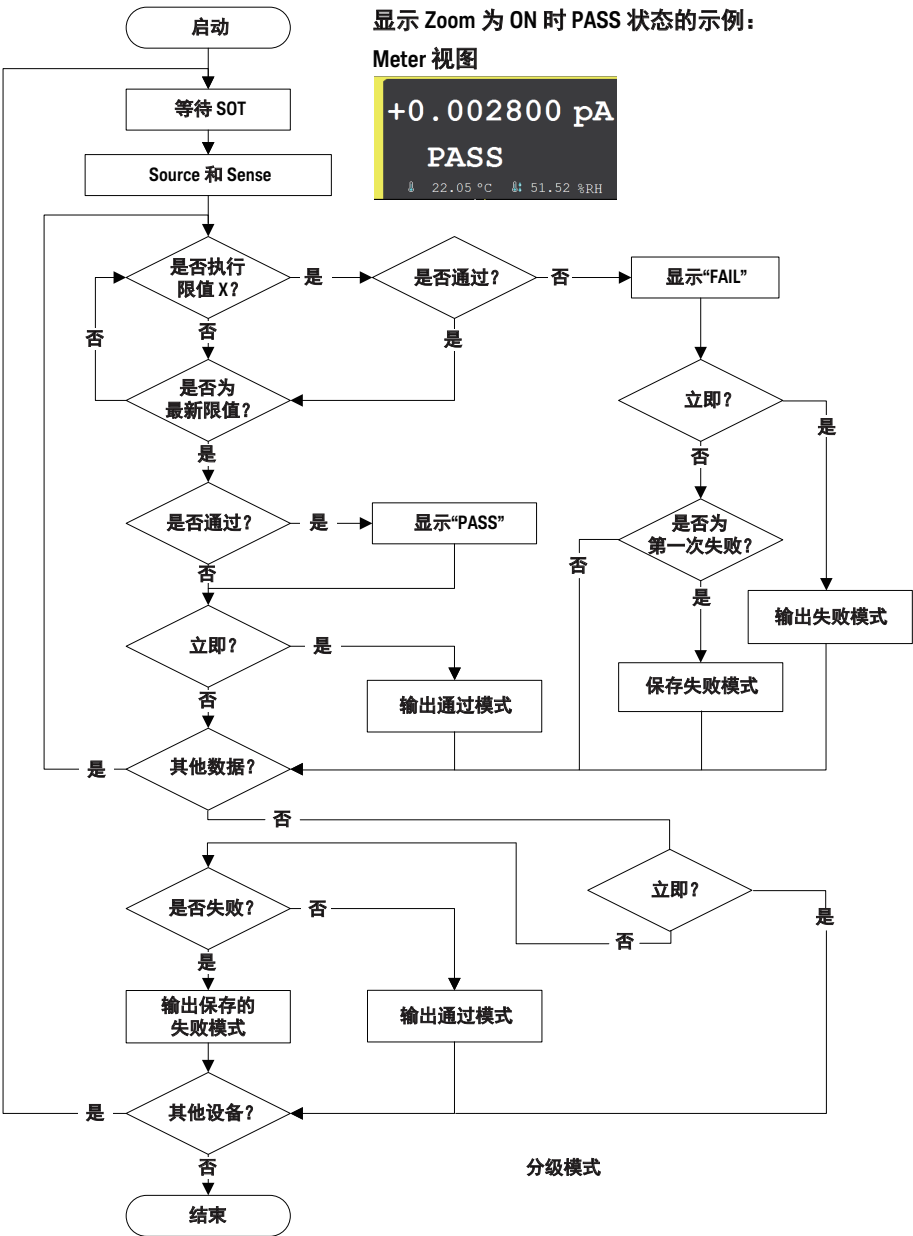 启动
显示 Zoom 为 ON 时 PASS 状态的示例：
Meter 视图
+0.002800 pA
PASS
22.05 °C 51.52 %RH
等待 SOT
Source 和 Sense
是否执行
限值 X？
是
是否通过？
否
显示“FAIL”
否
否
是
是否为
最新限值？
立即？
是
是
否
是否通过？
是
显示“PASS”
是否为
第一次失败？
否
否
是
立即？
是
输出失败模式
输出通过模式
保存失败模式
否
是
其他数据？
否
立即？
是否失败？
否
是
否
是
输出保存的
失败模式
输出通过模式
是
其他设备？
否
分级模式
结束